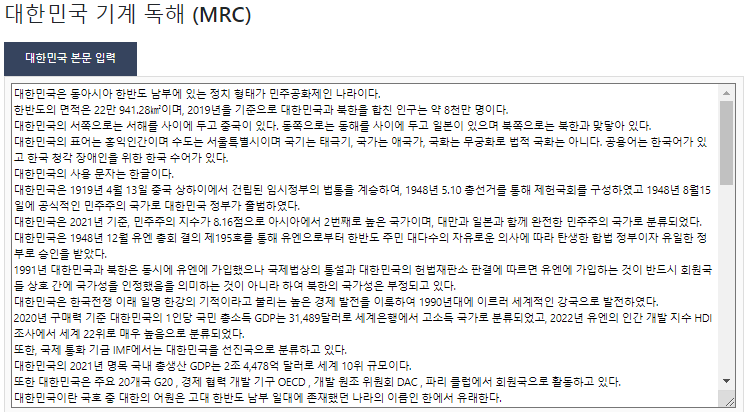 대한민국 기계 독해 (MRC)
대한민국 본문 입력
대한민국은 동아시아 한반도 남부에 있는 정치 형태가 민주공화제인 나라이다.
한반도의 면적은 22만 941.28㎢이며, 2019년을 기준으로 대한민국과 북한을 합친 인구는 약 8천만 명이다.
대한민국의 서쪽으로는 서해를 사이에 두고 중국이 있다. 동쪽으로는 동해를 사이에 두고 일본이 있으며 북쪽으로는 북한과 맞닿아 있다.
대한민국의 표어는 홍익인간이며 수도는 서울특별시이며 국기는 태극기, 국가는 애국가, 국화는 무궁화로 법적 국화는 아니다. 공용어는 한국어가 있
고 한국 청각 장애인을 위한 한국 수어가 있다.
대한민국의 사용 문자는 한글이다.
대한민국은 1919년 4월 13일 중국 상하이에서 건립된 임시정부의 법통을 계승하여, 1948년 5.10 총선거를 통해 제헌국회를 구성하였고 1948년 8월15
일에 공식적인 민주주의 국가로 대한민국 정부가 출범하였다.
대한민국은 2021년 기준, 민주주의 지수가 8.16점으로 아시아에서 2번째로 높은 국가이며, 대만과 일본과 함께 완전한 민주주의 국가로 분류되었다.
대한민국은 1948년 12월 유엔 총회 결의 제195호를 통해 유엔으로부터 한반도 주민 대다수의 자유로운 의사에 따라 탄생한 합법 정부이자 유일한 정
부로 승인을 받았다.
1991년 대한민국과 북한은 동시에 유엔에 가입했으나 국제법상의 통설과 대한민국의 헌법재판소 판결에 따르면 유엔에 가입하는 것이 반드시 회원국
들 상호 간에 국가성을 인정했음을 의미하는 것이 아니라 하여 북한의 국가성은 부정되고 있다.
대한민국은 한국전쟁 이래 일명 한강의 기적이라고 불리는 높은 경제 발전을 이룩하여 1990년대에 이르러 세계적인 강국으로 발전하였다.
2020년 구매력 기준 대한민국의 1인당 국민 총소득 GDP는 31,489달러로 세계은행에서 고소득 국가로 분류되었고, 2022년 유엔의 인간 개발 지수 HDI
조사에서 세계 22위로 매우 높음으로 분류되었다.
또한, 국제 통화 기금 IMF에서는 대한민국을 선진국으로 분류하고 있다.
대한민국의 2021년 명목 국내 총생산 GDP는 2조 4,478억 달러로 세계 10위 규모이다.
또한 대한민국은 주요 20개국 G20 , 경제 협력 개발 기구 OECD , 개발 원조 위원회 DAC , 파리 클럽에서 회원국으로 활동하고 있다.
대한민국이란 국호 중 대한의 어원은 고대 한반도 남부 일대에 존재했던 나라의 이름인 한에서 유래한다.